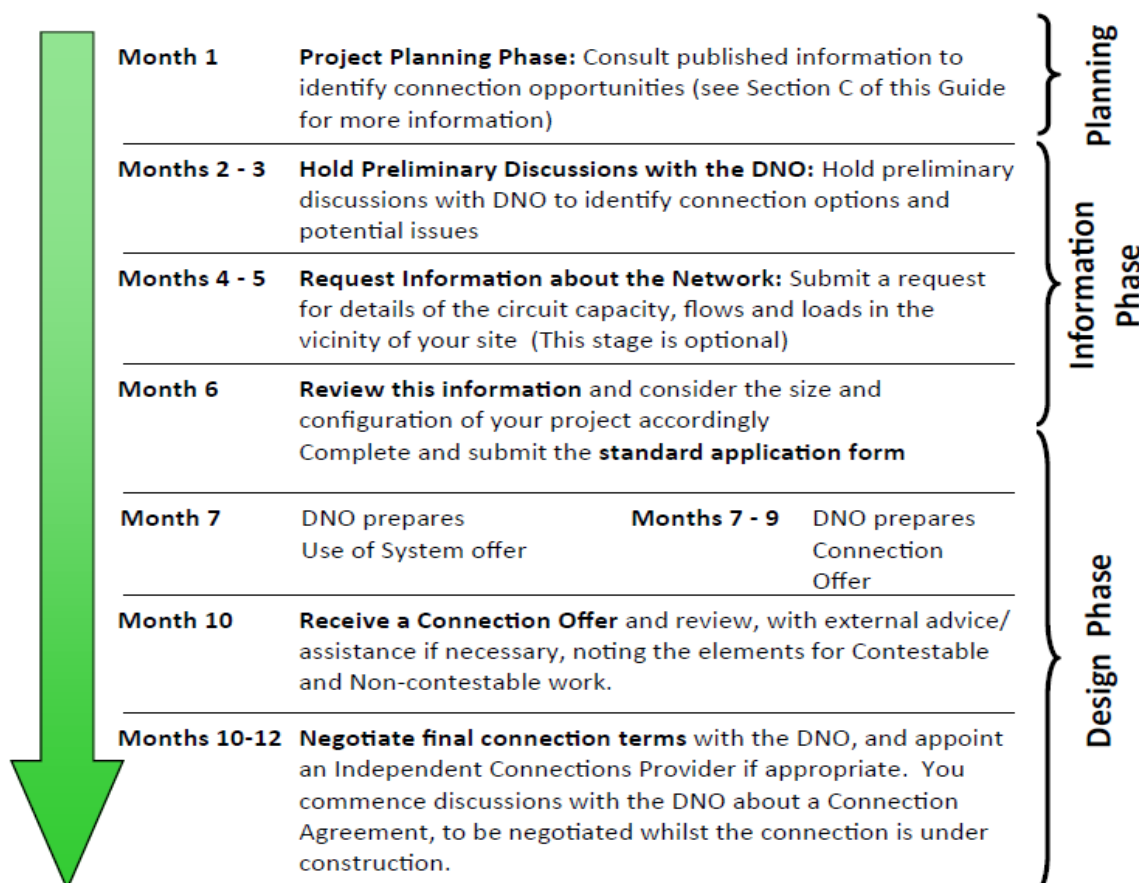 Month 1
Project Planning Phase: Consult published information to
identify connection opportunities (see Section C of this Guide
for more information)
Planning
Months 2 - 3
Hold Preliminary Discussions with the DNO: Hold preliminary
discussions with DNO to identify connection options and
potential issues
Months 4 - 5
Request Information about the Network: Submit a request
for details of the circuit capacity, flows and loads in the
vicinity of your site (This stage is optional)
Month 6
Review this information and consider the size and
configuration of your project accordingly
Complete and submit the standard application form
Information
Phase
Month 7
DNO prepares
Use of System offer
Months 7 - 9
DNO prepares
Connection
Offer
Month 10
Receive a Connection Offer and review, with external advice/
assistance if necessary, noting the elements for Contestable
and Non-contestable work.
Months 10-12
Negotiate final connection terms with the DNO, and appoint
an Independent Connections Provider if appropriate. You
commence discussions with the DNO about a Connection
Agreement, to be negotiated whilst the connection is under
construction.
Design Phase